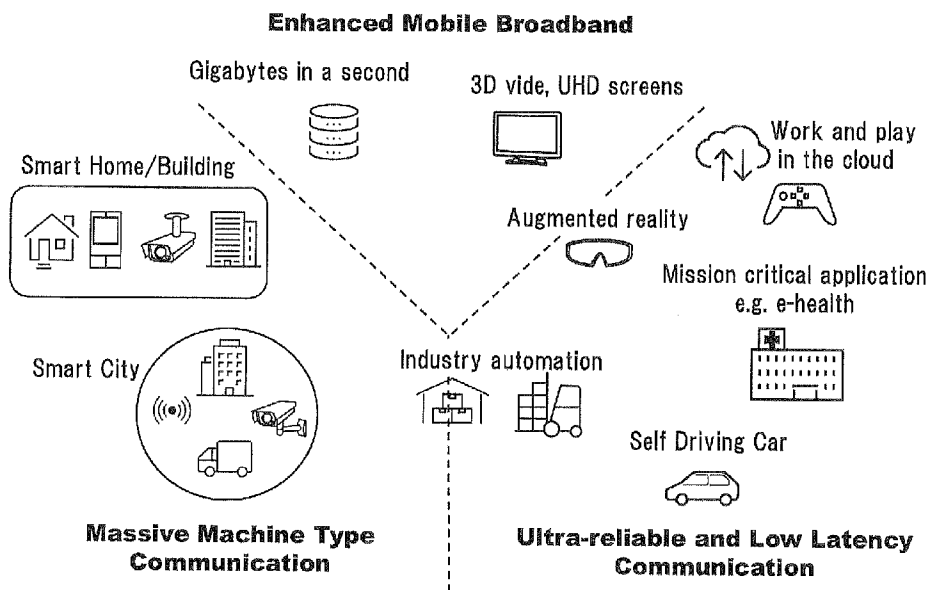 Enhanced Mobile Broadband
Gigabytes in a second
3D vide, UHD screens
Work and play
in the cloud
Smart Home/Building
Augmented reality
Mission critical application
e.g. e-health
Smart City
Industry automation
Self Driving Car
Massive Machine Type
Communication
Ultra-reliable and Low Latency
Communication